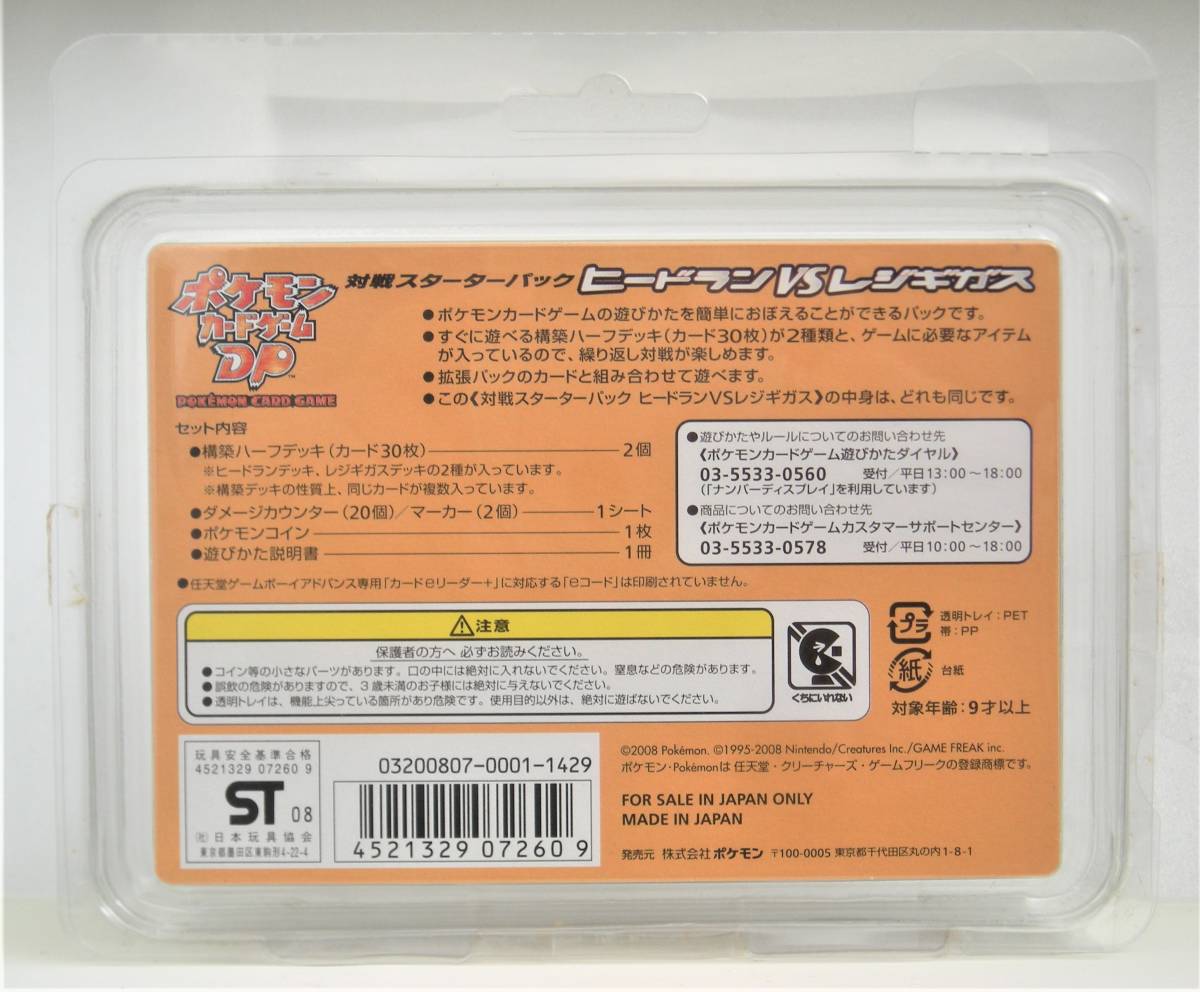 ポケモン
カードゲーム
DP™
POKÉMON CARD GAME
対戦スターターパック ヒードランVSレジギガス
●ポケモンカードゲームの遊びかたを簡単におぼえることができるパックです。
●すぐに遊べる構築ハーフデッキ(カード30枚)が2種類と、ゲームに必要なアイテム
が入っているので、繰り返し対戦が楽しめます。
●拡張パックのカードと組み合わせて遊べます。
●この《対戦スターターパック ヒードランVSレジギガス》の中身は、どれも同じです。
セット内容
●構築ハーフデッキ(カード30枚) 2個
※ヒードランデッキ、レジギガスデッキの2種が入っています。
※構築デッキの性質上、同じカードが複数入っています。
●ダメージカウンター(20個)/マーカー(2個) 1シート
●ポケモンコイン 1枚
●遊びかた説明書 1冊
●遊びかたやルールについてのお問い合わせ先
《ポケモンカードゲーム遊びかたダイヤル》
03-5533-0560 受付/平日13:00~18:00
(「ナンバーディスプレイ」を利用しています)
●商品についてのお問い合わせ先
《ポケモンカードゲームカスタマーサポートセンター》
03-5533-0578 受付/平日10:00~18:00
●任天堂ゲームボーイアドバンス専用「カードeリーダー+」に対応する「eコード」は印刷されていません。
注意
保護者の方へ 必ずお読みください。
●コイン等の小さなパーツがあります。口の中には絶対に入れないでください。窒息などの危険があります。
●誤飲の危険がありますので、3歳未満のお子様には絶対に与えないでください。
●透明トレイは、機能上尖っている箇所があり危険です。使用目的以外は、絶対に遊ばないでください。
くちにいれない
プラ
透明トレイ:PET
帯:PP
紙
台紙
対象年齢:9才以上
玩具安全基準合格
4521329 07260 9
ST 08
(社)日本玩具協会
東京都墨田区東駒形4-22-4
03200807-0001-1429
4521329072609
©2008 Pokémon. ©1995-2008 Nintendo/Creatures Inc./GAME FREAK inc.
ポケモン・Pokémonは 任天堂・クリーチャーズ・ゲームフリークの登録商標です。
FOR SALE IN JAPAN ONLY
MADE IN JAPAN
発売元 株式会社ポケモン 〒100-0005 東京都千代田区丸の内1-8-1